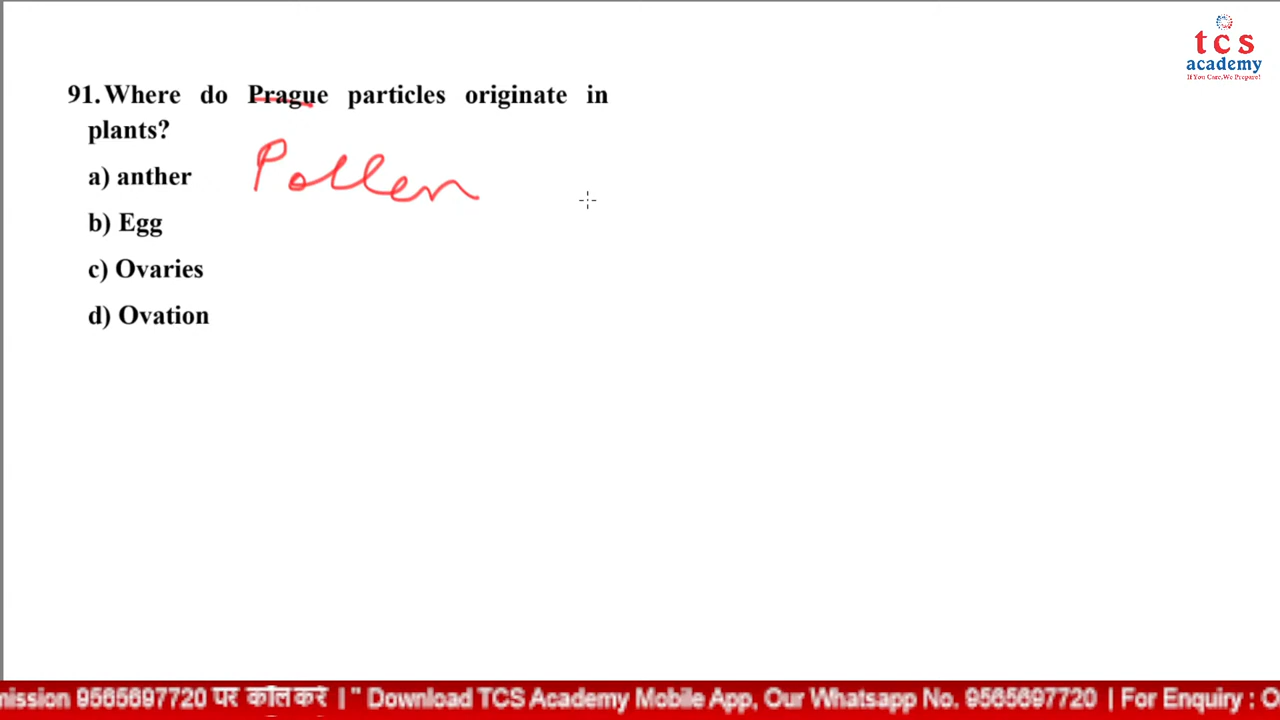 tcs
academy
If You Care,We Prepare!
91. Where do Prague particles originate in
plants?
a) anther
Pollen
b) Egg
c) Ovaries
d) Ovation
mission 9565697720 पर कॉल करें | " Download TCS Academy Mobile App, Our Whatsapp No. 9565697720 | For Enquiry : O